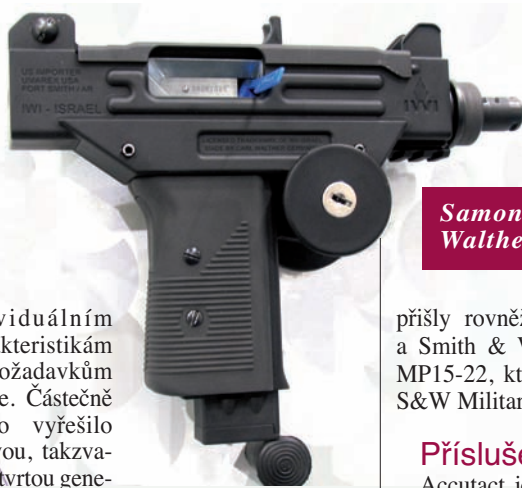 US IMPORTER
UMAREX USA
FORT SMITH / AR
IWI - ISRAEL
IWI
viduálním
kteristikám
ožadavkům
e. Částečně
o vyřešilo
vou, takzva-
tvrtou gene-
Samon
Walthe
přišly rovněž
a Smith & 
MP15-22, kt
S&W Militar
Přísluše
Accutact je